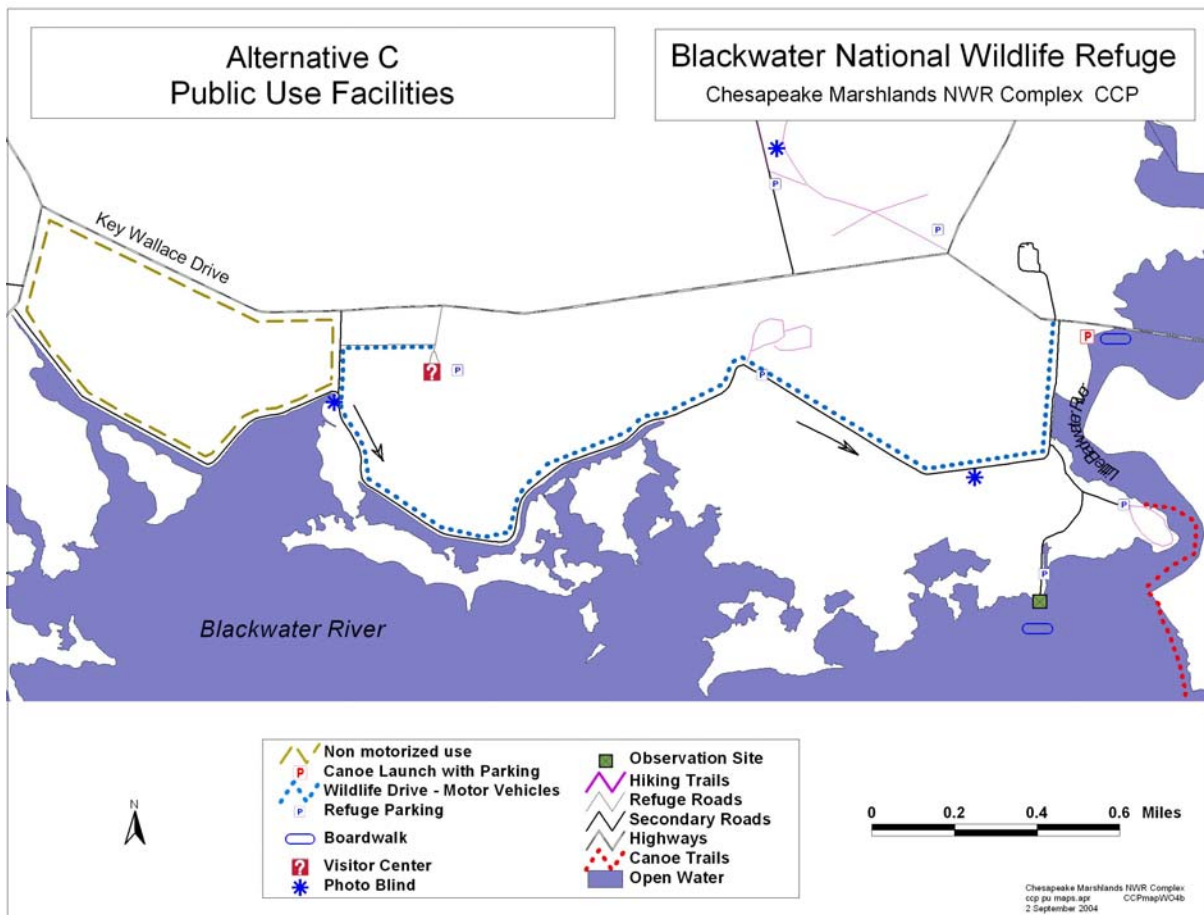 Alternative C
Public Use Facilities
Blackwater National Wildlife Refuge
Chesapeake Marshlands NWR Complex CCP
Key Wallace Drive
P
P
P
?
P
P
Little Blackwater River
P
P
Blackwater River
N
Non motorized use
P Canoe Launch with Parking
Wildlife Drive - Motor Vehicles
P Refuge Parking
Boardwalk
? Visitor Center
Photo Blind
Observation Site
Hiking Trails
Refuge Roads
Secondary Roads
Highways
Canoe Trails
Open Water
0 0.2 0.4 0.6 Miles
Chesapeake Marshlands NWR Complex
ccp pu maps.apr CCPmapWO4b
2 September 2004